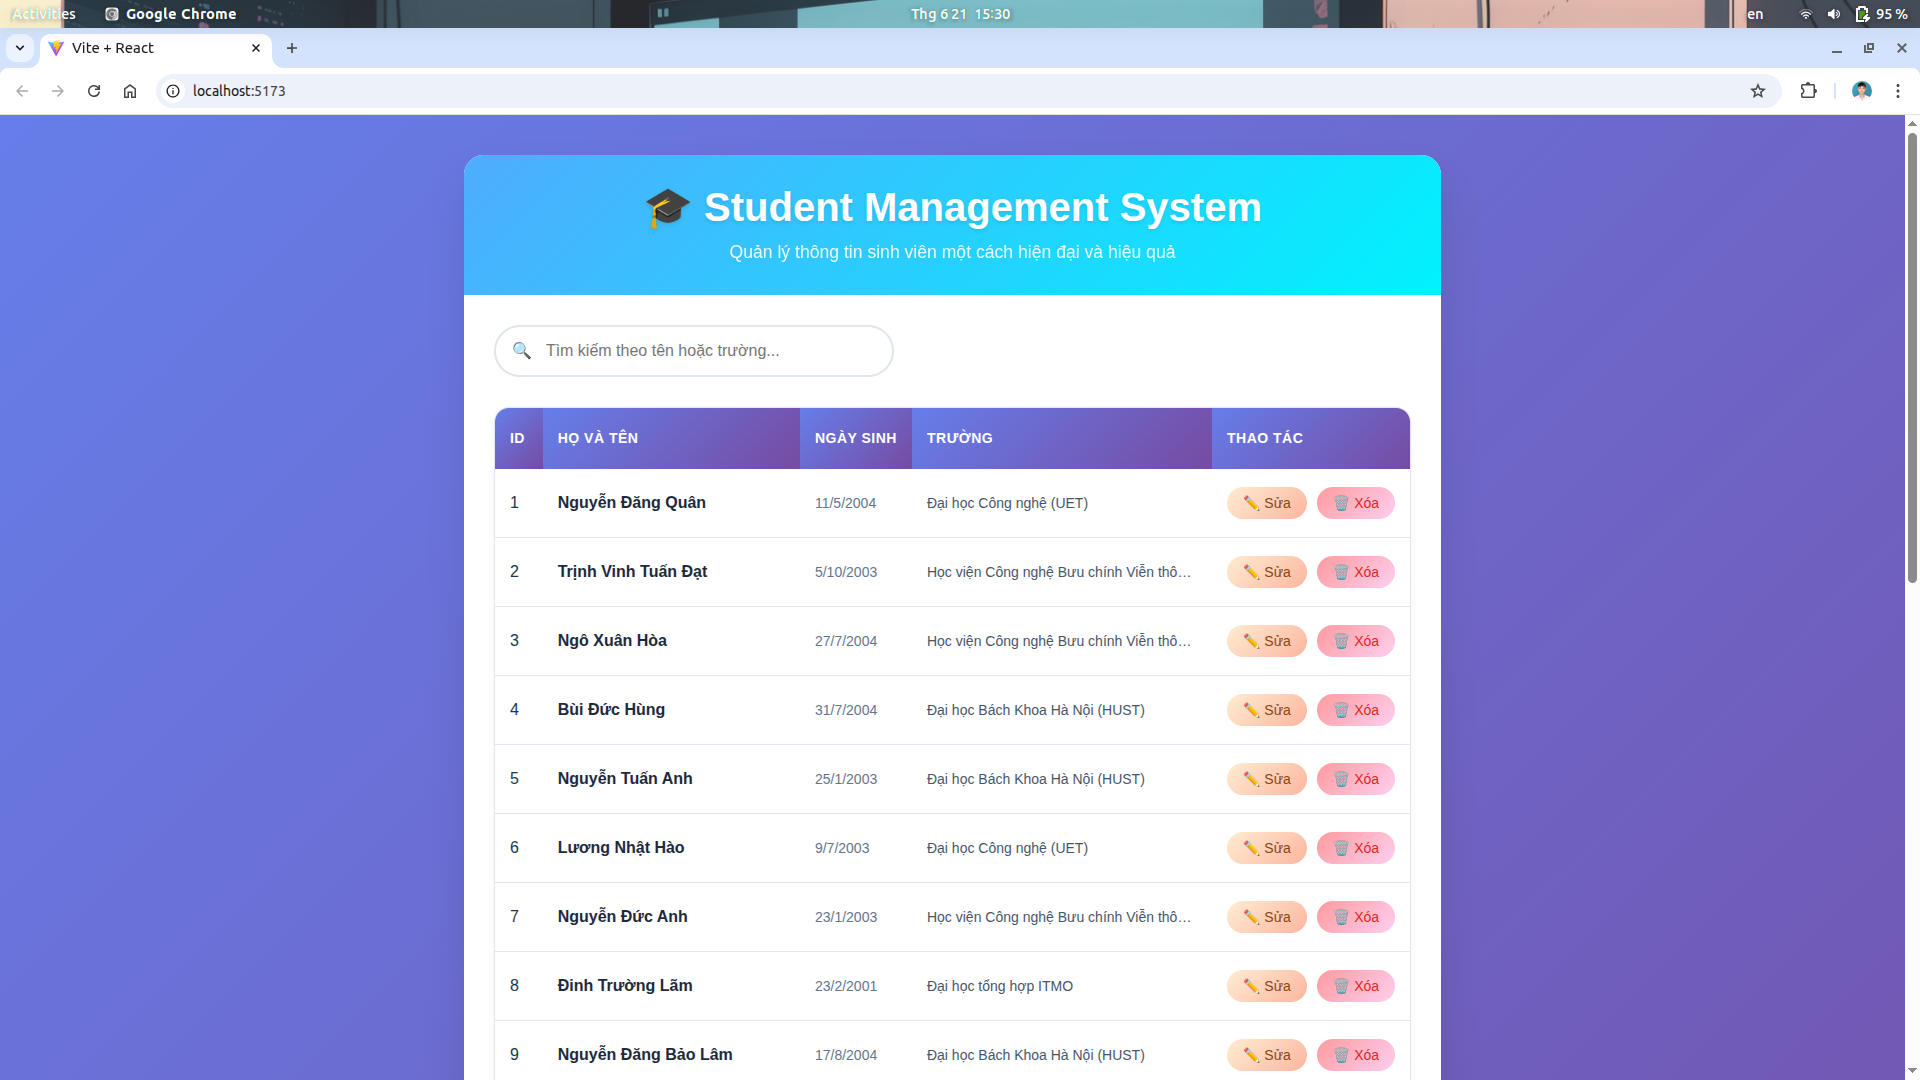 Activities Google Chrome Thg 6 21 15:30 en 95 %
Vite + React
localhost:5173
Student Management System
Quản lý thông tin sinh viên một cách hiện đại và hiệu quả
Tìm kiếm theo tên hoặc trường...
ID HỌ VÀ TÊN NGÀY SINH TRƯỜNG THAO TÁC
1 Nguyễn Đăng Quân 11/5/2004 Đại học Công nghệ (UET) Sửa Xóa
2 Trịnh Vinh Tuấn Đạt 5/10/2003 Học viện Công nghệ Bưu chính Viễn thô... Sửa Xóa
3 Ngô Xuân Hòa 27/7/2004 Học viện Công nghệ Bưu chính Viễn thô... Sửa Xóa
4 Bùi Đức Hùng 31/7/2004 Đại học Bách Khoa Hà Nội (HUST) Sửa Xóa
5 Nguyễn Tuấn Anh 25/1/2003 Đại học Bách Khoa Hà Nội (HUST) Sửa Xóa
6 Lương Nhật Hào 9/7/2003 Đại học Công nghệ (UET) Sửa Xóa
7 Nguyễn Đức Anh 23/1/2003 Học viện Công nghệ Bưu chính Viễn thô... Sửa Xóa
8 Đinh Trường Lãm 23/2/2001 Đại học tổng hợp ITMO Sửa Xóa
9 Nguyễn Đăng Bảo Lâm 17/8/2004 Đại học Bách Khoa Hà Nội (HUST) Sửa Xóa